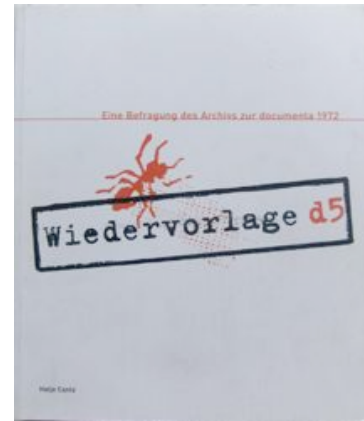 Eine Befragung des Archivs zur documenta 1972
Wiedervorlage d5
Hatje Cantz